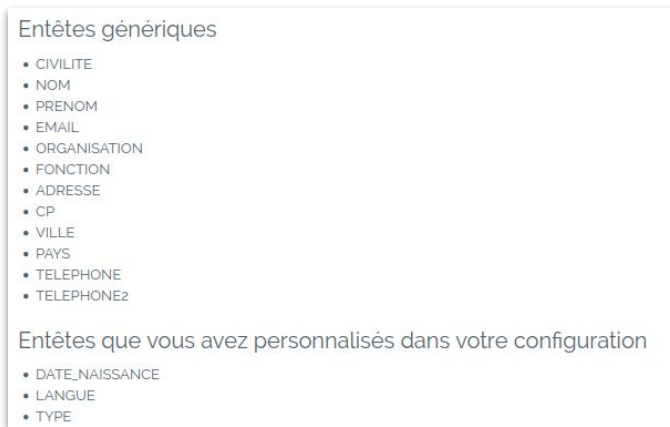 Entêtes génériques
CIVILITE
NOM
PRENOM
EMAIL
ORGANISATION
FONCTION
ADRESSE
CP
VILLE
PAYS
TELEPHONE
TELEPHONE2
Entêtes que vous avez personnalisés dans votre configuration
DATE_NAISSANCE
LANGUE
TYPE